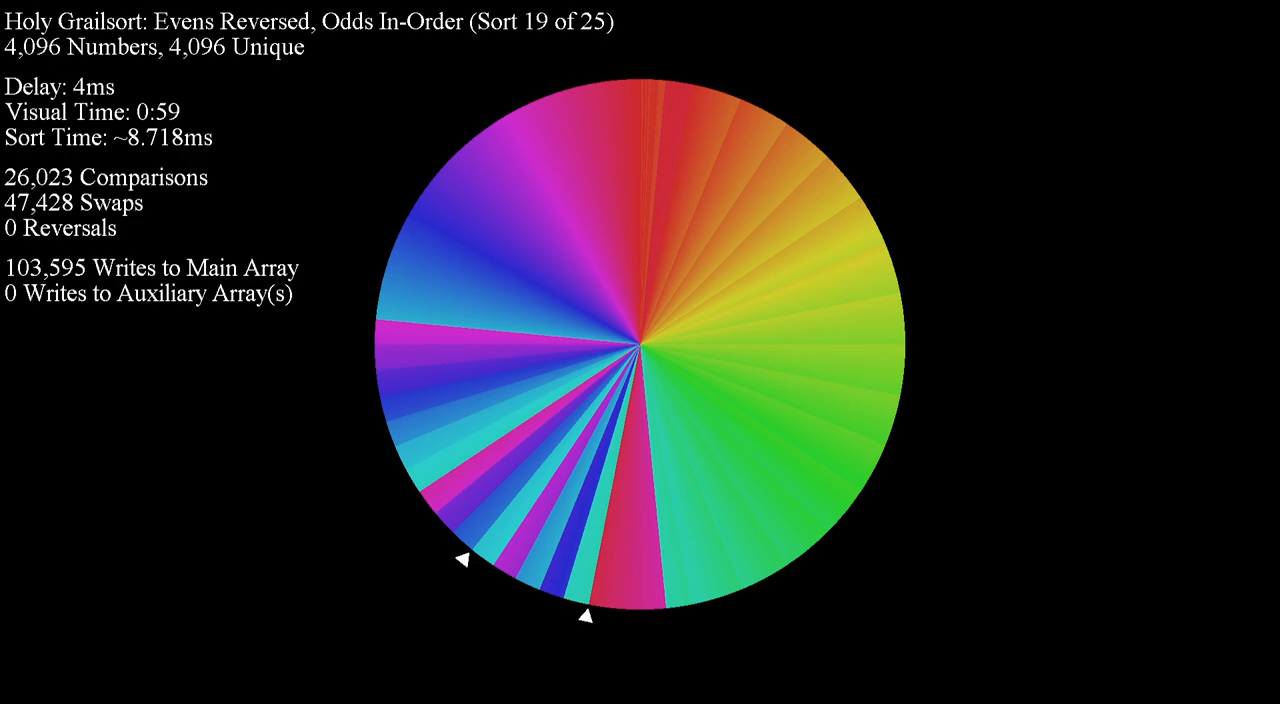 Holy Grailsort: Evens Reversed, Odds In-Order (Sort 19 of 25)
4,096 Numbers, 4,096 Unique
Delay: 4ms
Visual Time: 0:59
Sort Time: ~8.718ms
26,023 Comparisons
47,428 Swaps
0 Reversals
103,595 Writes to Main Array
0 Writes to Auxiliary Array(s)